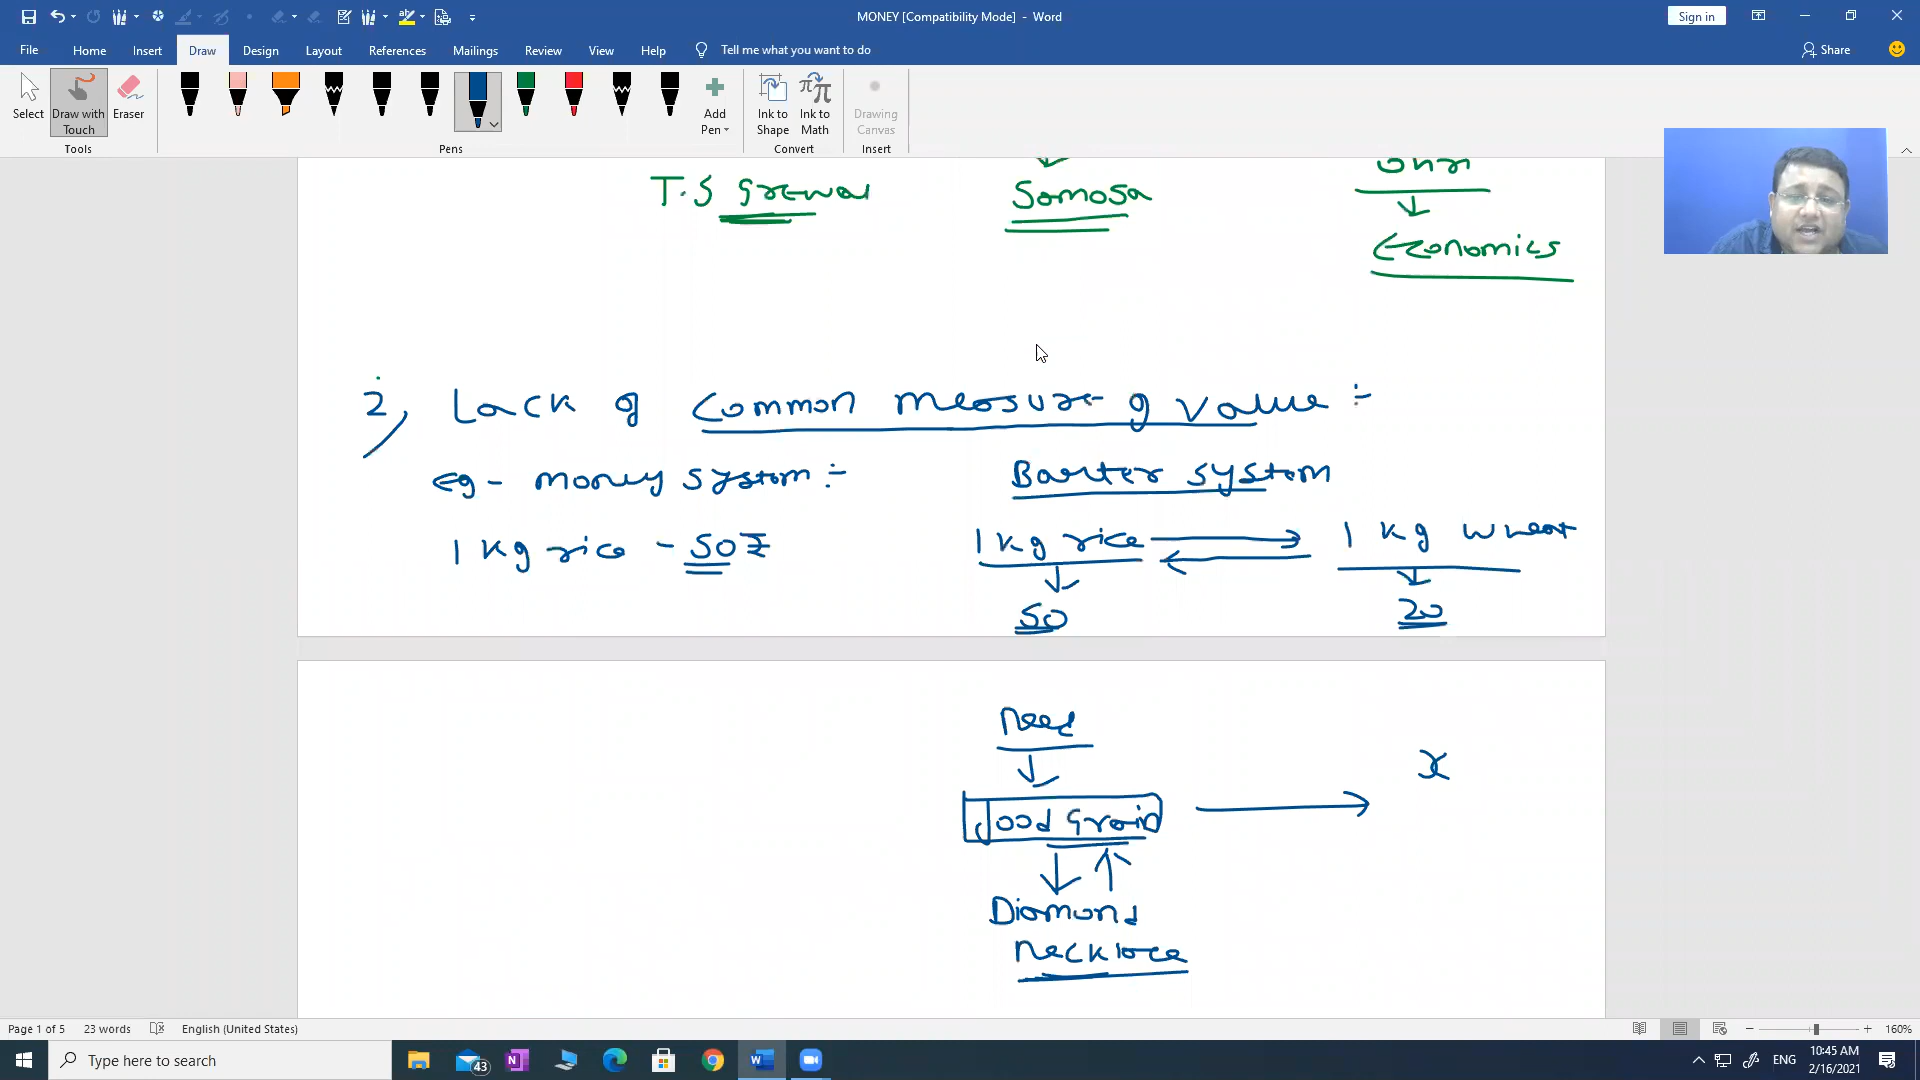 MONEY [Compatibility Mode] - Word
Sign in
File Home Insert Draw Design Layout References Mailings Review View Help Tell me what you want to do
Share
Select
Draw with Touch
Eraser
Add Pen
Ink to Shape
Ink to Math
Drawing Canvas
Tools
Pens
Convert
Insert
T.S Grewal
Somosa
Economics
2, Lack of common measure of value :-
eg - money system :-
Barter system
1 kg rice - 50 ₹
1 kg rice
1 kg wheat
50
20
need
food Grain
x
Diamond
necklace
Page 1 of 5 23 words English (United States)
160%
Type here to search
43
ENG
10:45 AM
2/16/2021